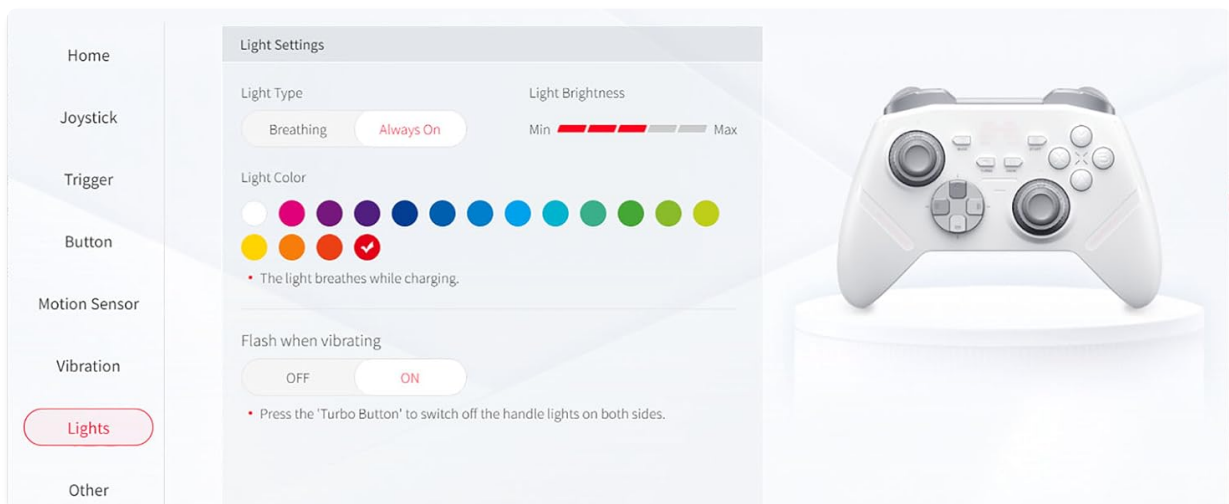 Home
Joystick
Trigger
Button
Motion Sensor
Vibration
Lights
Other
Light Settings
Light Type
Breathing Always On
Light Brightness
Min Max
Light Color
• The light breathes while charging.
Flash when vibrating
OFF ON
• Press the 'Turbo Button' to switch off the handle lights on both sides.